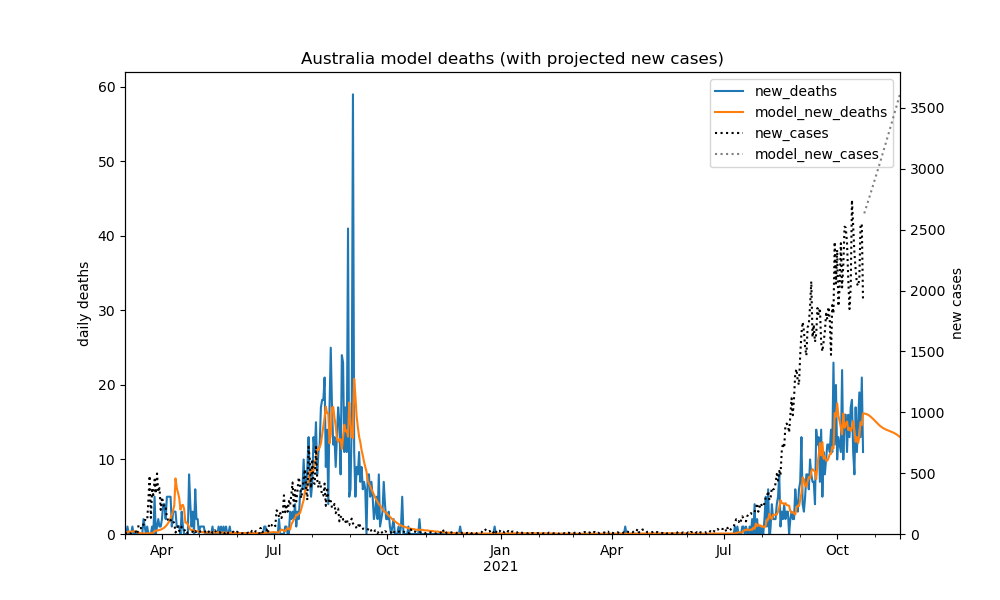 Australia model deaths (with projected new cases)
new_deaths
model_new_deaths
new_cases
model_new_cases
daily deaths
60
50
40
30
20
10
0
3500
3000
2500
2000
1500
1000
500
0
new cases
Apr
Jul
Oct
Jan
2021
Apr
Jul
Oct